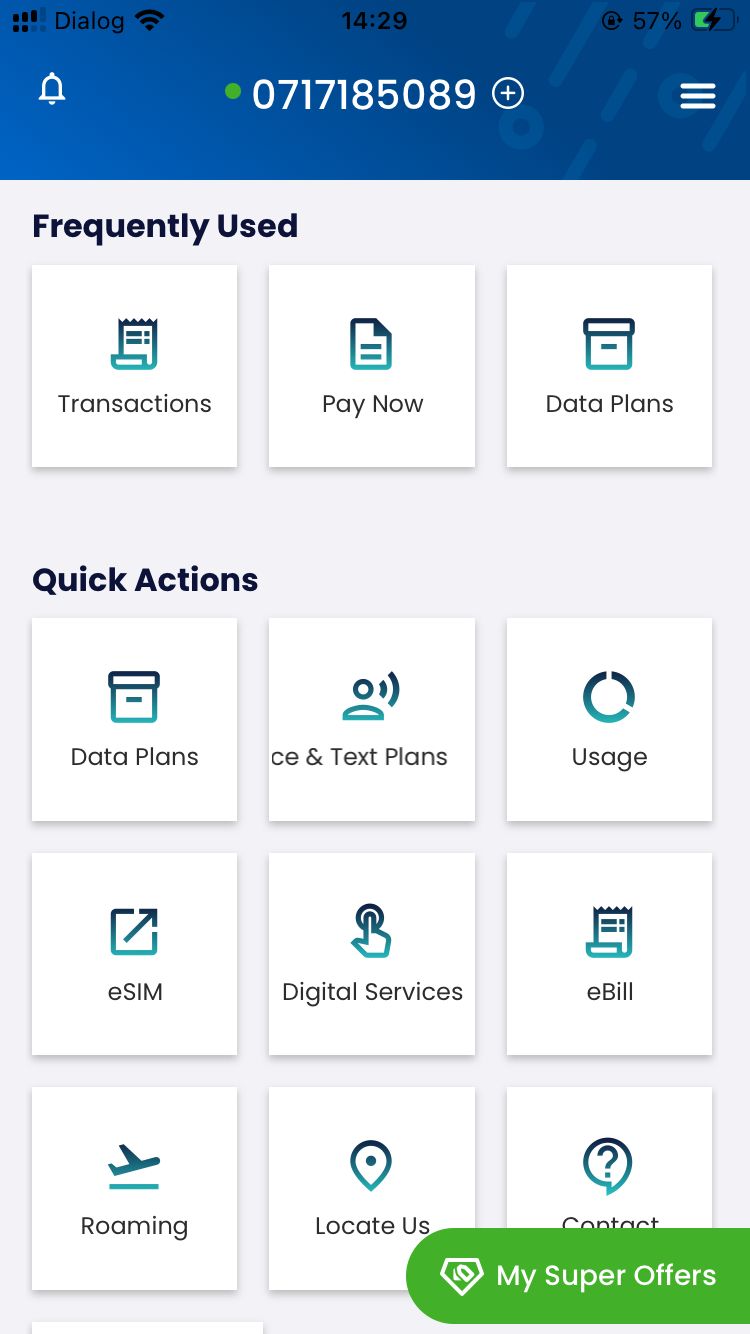 Dialog 14:29 57%
0717185089
Frequently Used
Transactions Pay Now Data Plans
Quick Actions
Data Plans ce & Text Plans Usage
eSIM Digital Services eBill
Roaming Locate Us Contact
My Super Offers